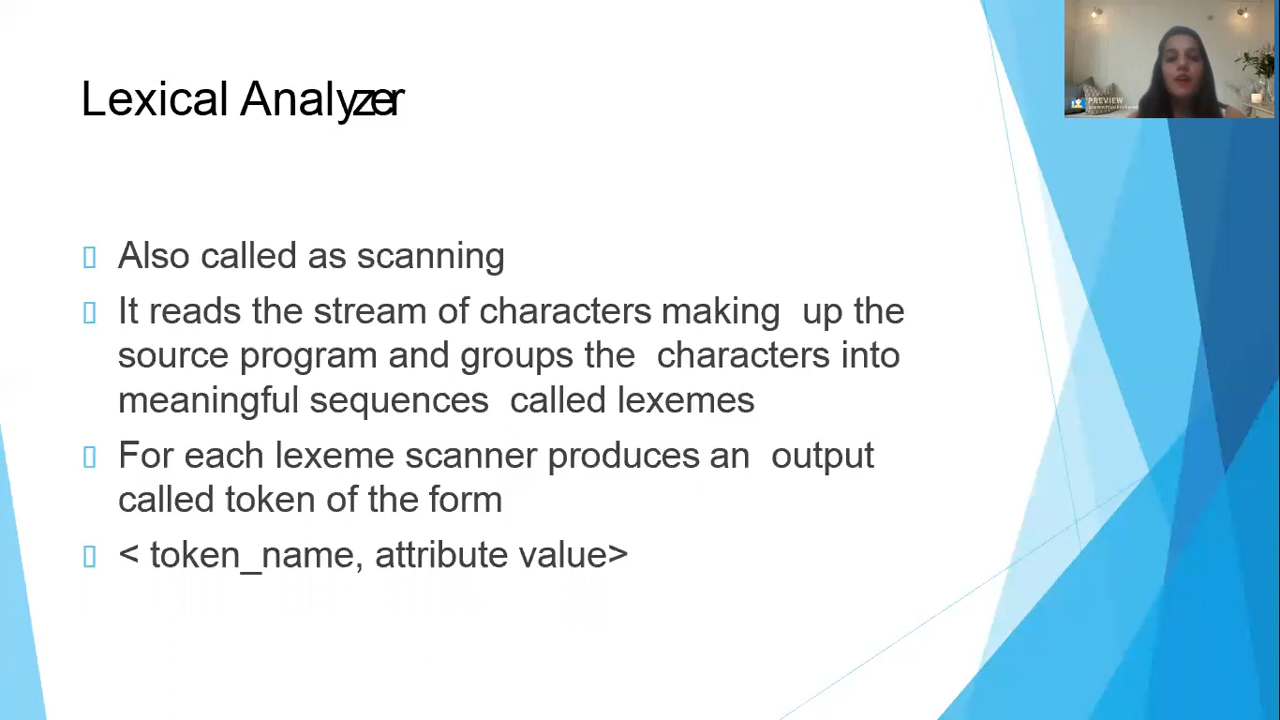 Lexical Analyzer
Also called as scanning
It reads the stream of characters making up the
source program and groups the characters into
meaningful sequences called lexemes
For each lexeme scanner produces an output
called token of the form
< token_name, attribute value>
PREVIEW